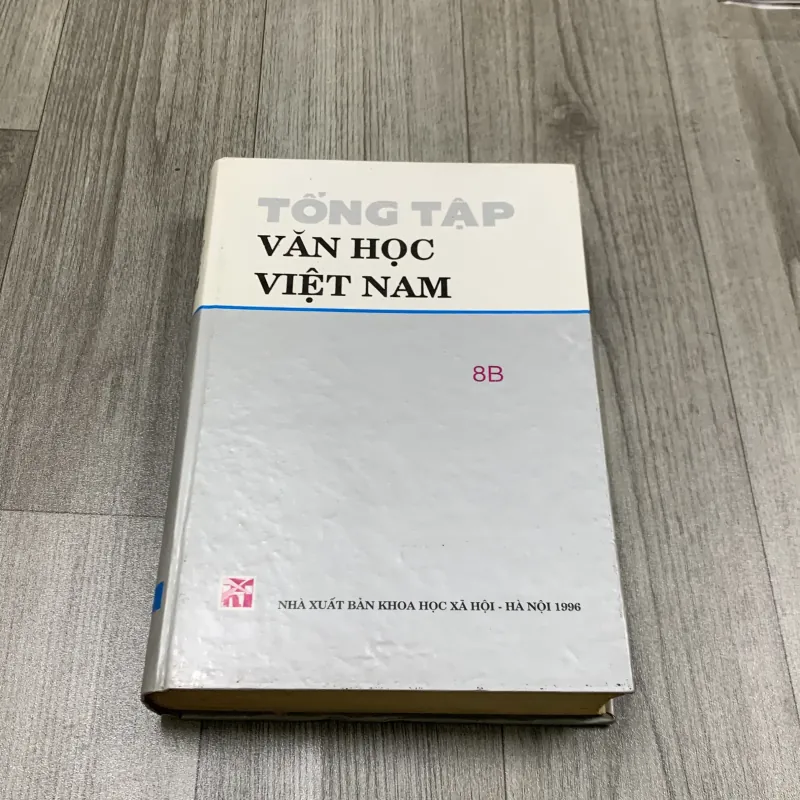 TỔNG TẬP
VĂN HỌC
VIỆT NAM
8B
NHÀ XUẤT BẢN KHOA HỌC XÃ HỘI - HÀ NỘI 1996